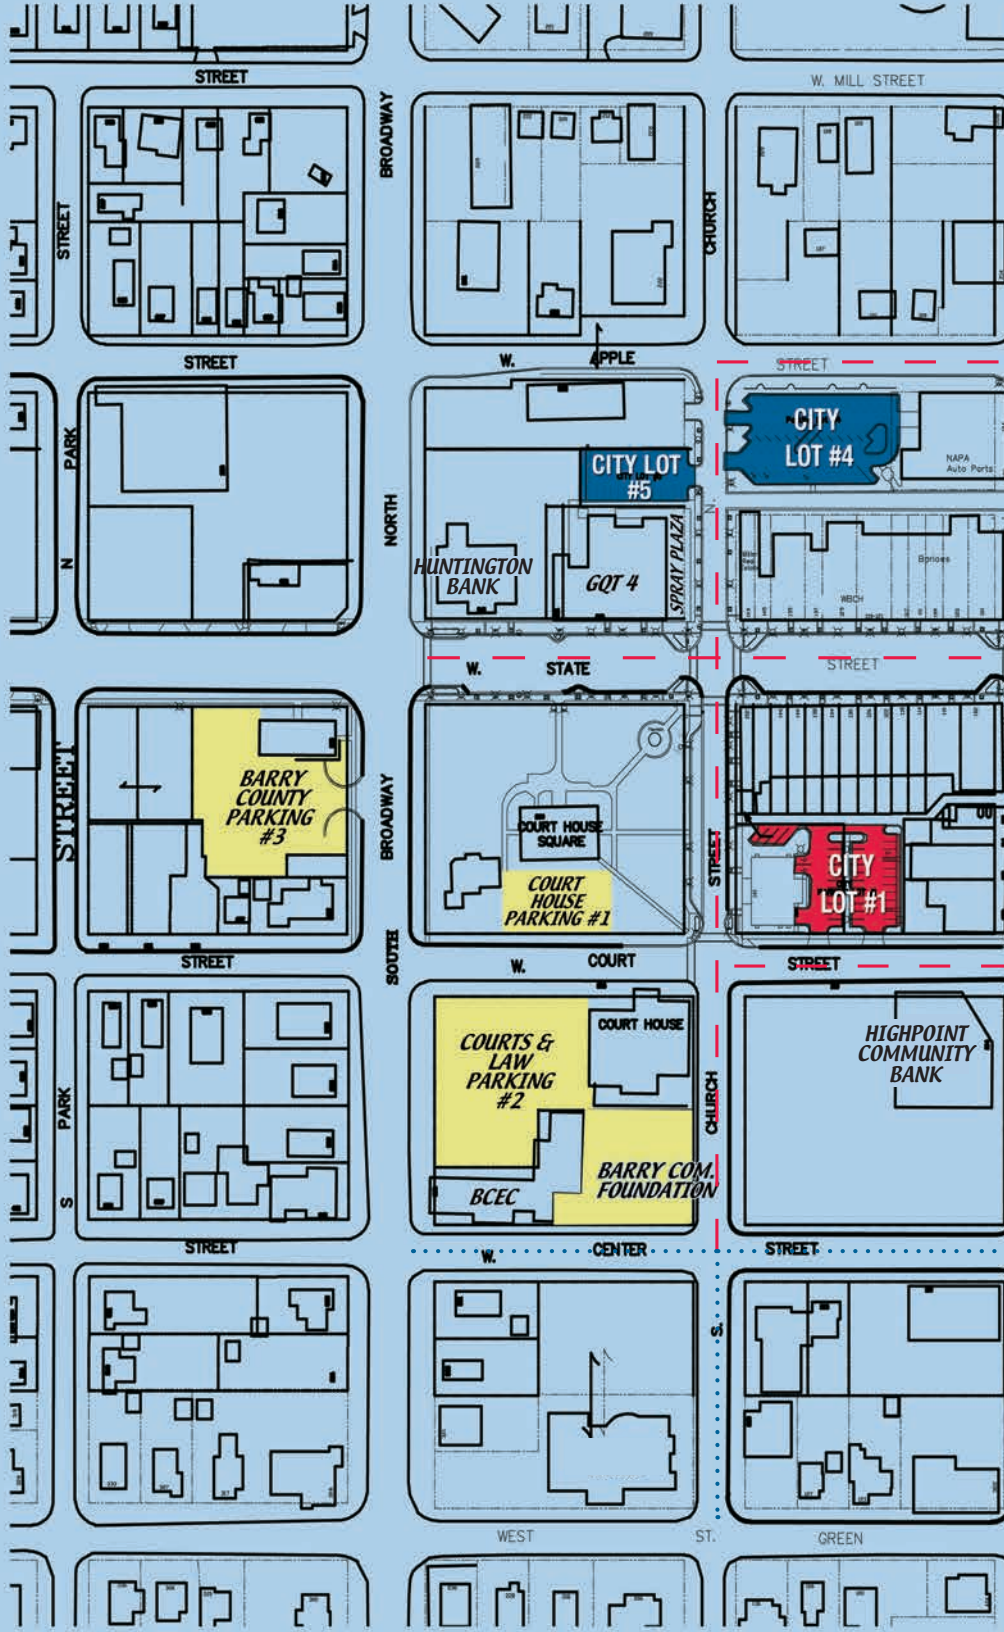 STREET
W. MILL STREET
BROADWAY
STREET
CHURCH
STREET
W. APPLE
STREET
CITY
LOT #4
CITY LOT
#5
NAPA
Auto Parts
PARK
N
NORTH
N.
HUNTINGTON
BANK
GQT 4
SPRAY PLAZA
WBCH
W. STATE
STREET
STREET
BARRY
COUNTY
PARKING
#3
BROADWAY
COURT HOUSE
SQUARE
COURT
HOUSE
PARKING #1
STREET
CITY
LOT #1
SOUTH
STREET
W. COURT
STREET
COURTS &
LAW
PARKING
#2
COURT HOUSE
HIGHPOINT
COMMUNITY
BANK
PARK
S
CHURCH
BARRY COM.
FOUNDATION
BCEC
STREET
W. CENTER
STREET
S.
WEST
ST.
GREEN